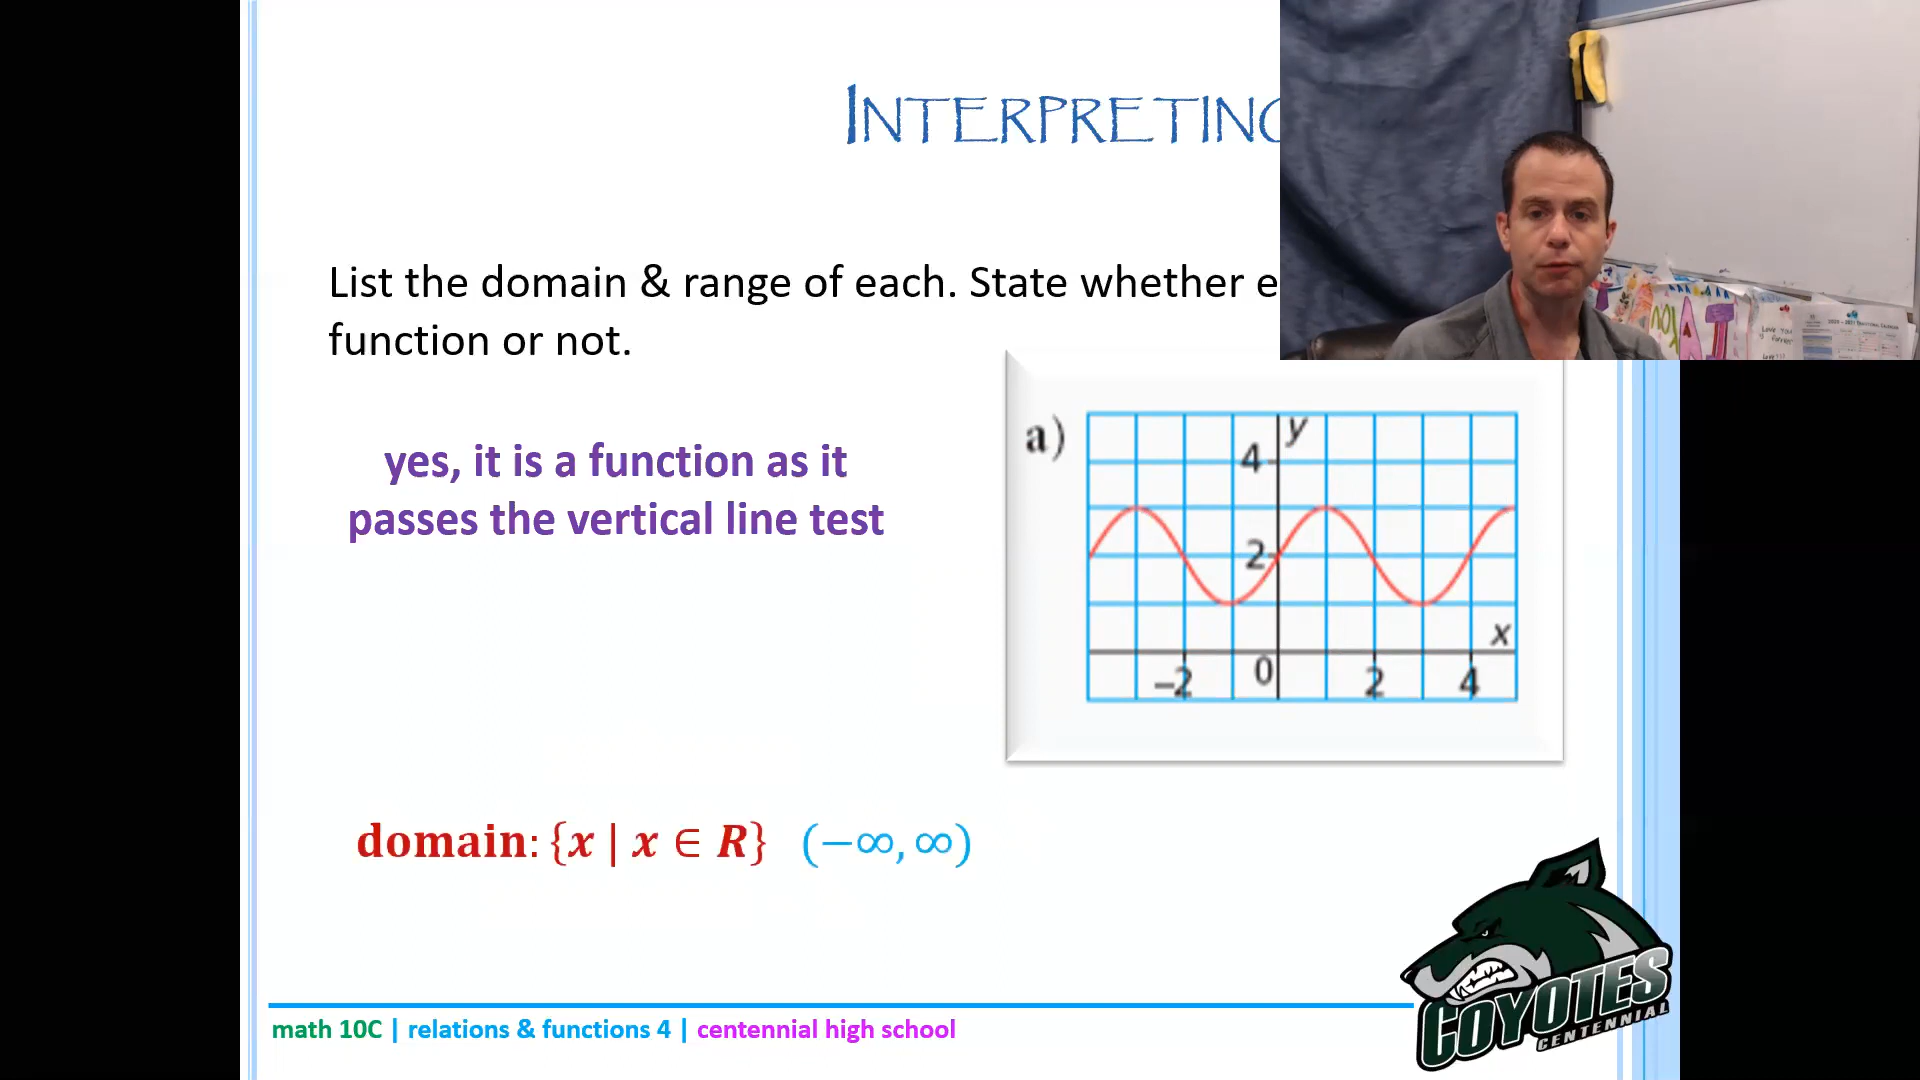 INTERPRETING
List the domain & range of each. State whether e
function or not.
yes, it is a function as it
passes the vertical line test
a)
y
4
2
x
-2 0 2 4
domain: {x | x ∈ R} (−∞, ∞)
COYOTES
CENTENNIAL
math 10C | relations & functions 4 | centennial high school